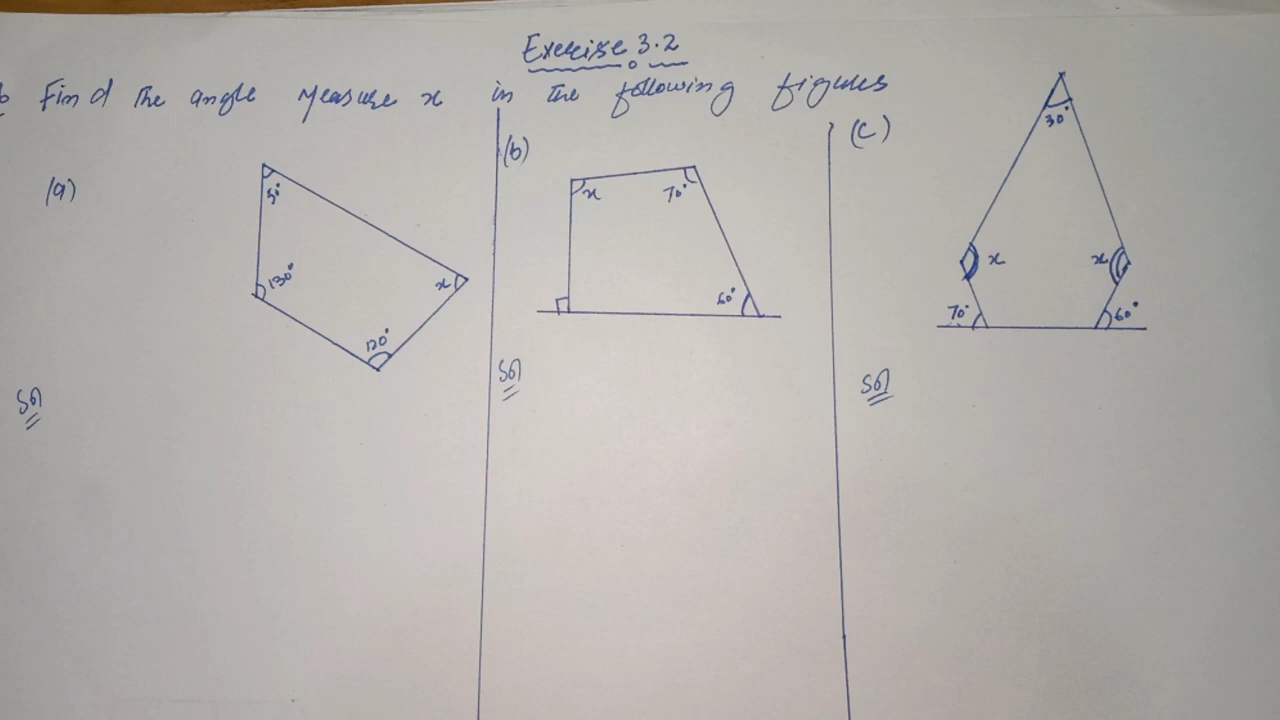 Exercise 3.2
Find the angle measure x in the following figures
(a)
5°
130°
x
120°
Sol
(b)
x
70°
60°
Sol
(c)
30°
x
x
70°
60°
Sol